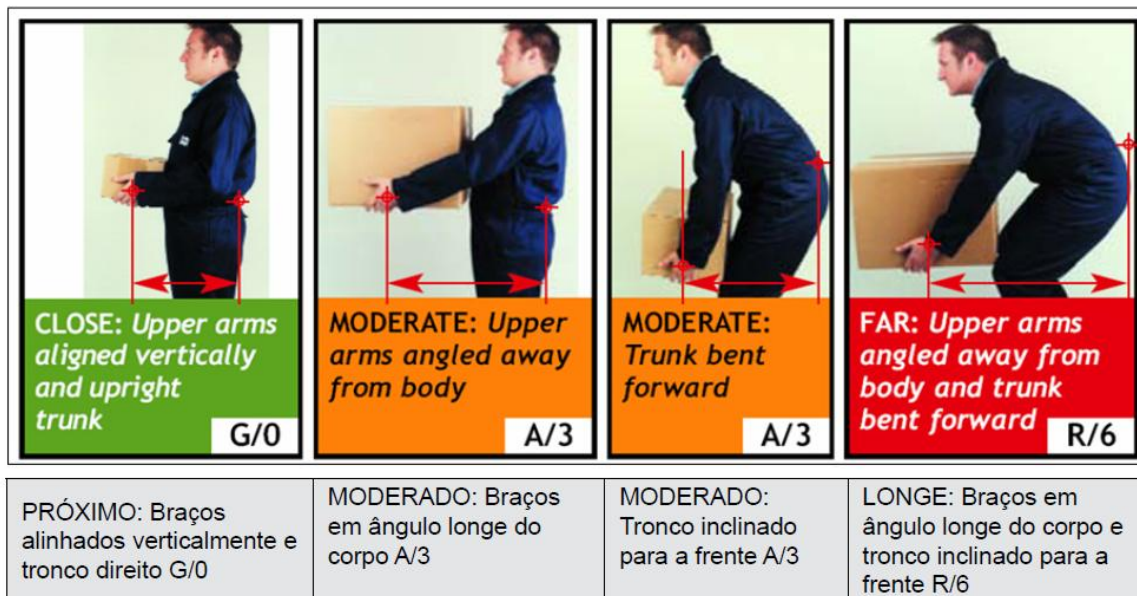 CLOSE: Upper arms
aligned vertically
and upright
trunk
G/0
MODERATE: Upper
arms angled away
from body
A/3
MODERATE:
Trunk bent
forward
A/3
FAR: Upper arms
angled away from
body and trunk
bent forward
R/6
PRÓXIMO: Braços
alinhados verticalmente e
tronco direito G/0
MODERADO: Braços
em ângulo longe do
corpo A/3
MODERADO:
Tronco inclinado
para a frente A/3
LONGE: Braços em
ângulo longe do corpo e
tronco inclinado para a
frente R/6